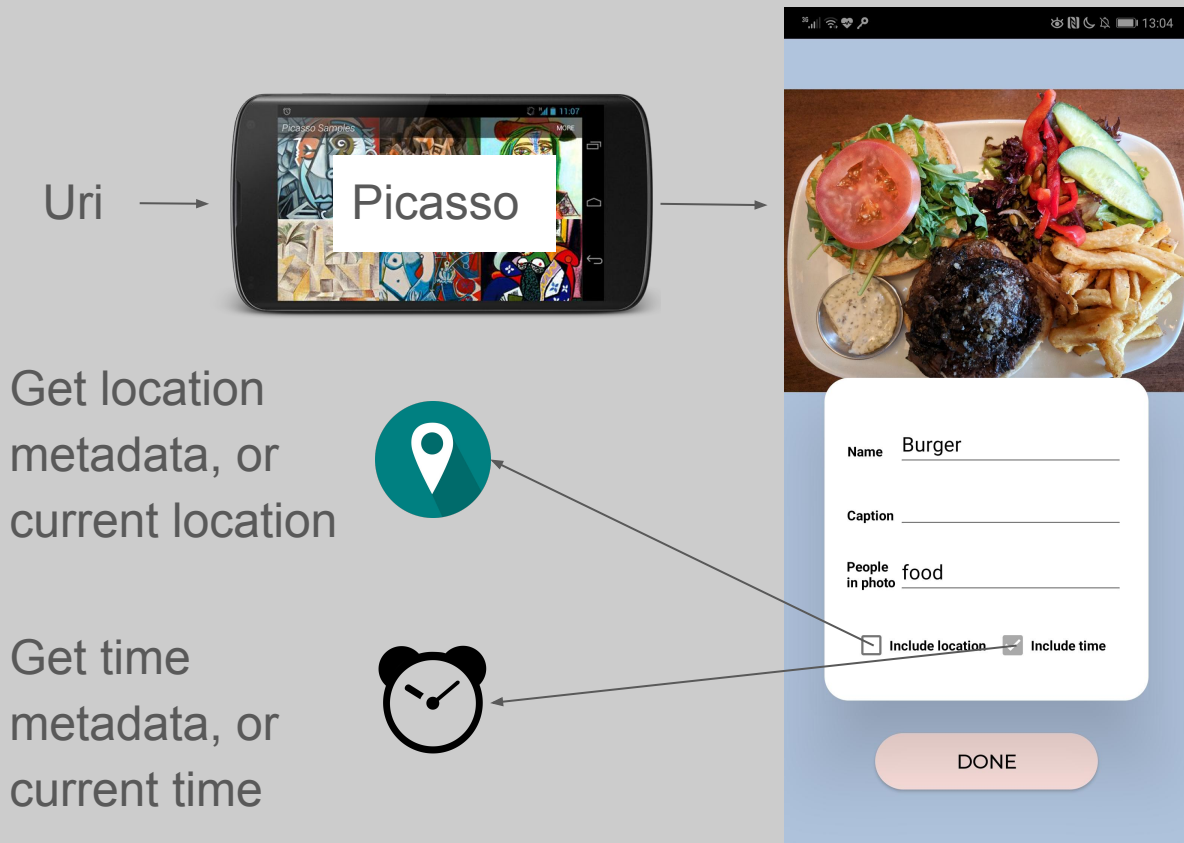 Uri
Picasso Samples
11:07
MORE
Picasso
Get location
metadata, or
current location
Get time
metadata, or
current time
3G
13:04
Name Burger
Caption
People
in photo food
Include location Include time
DONE